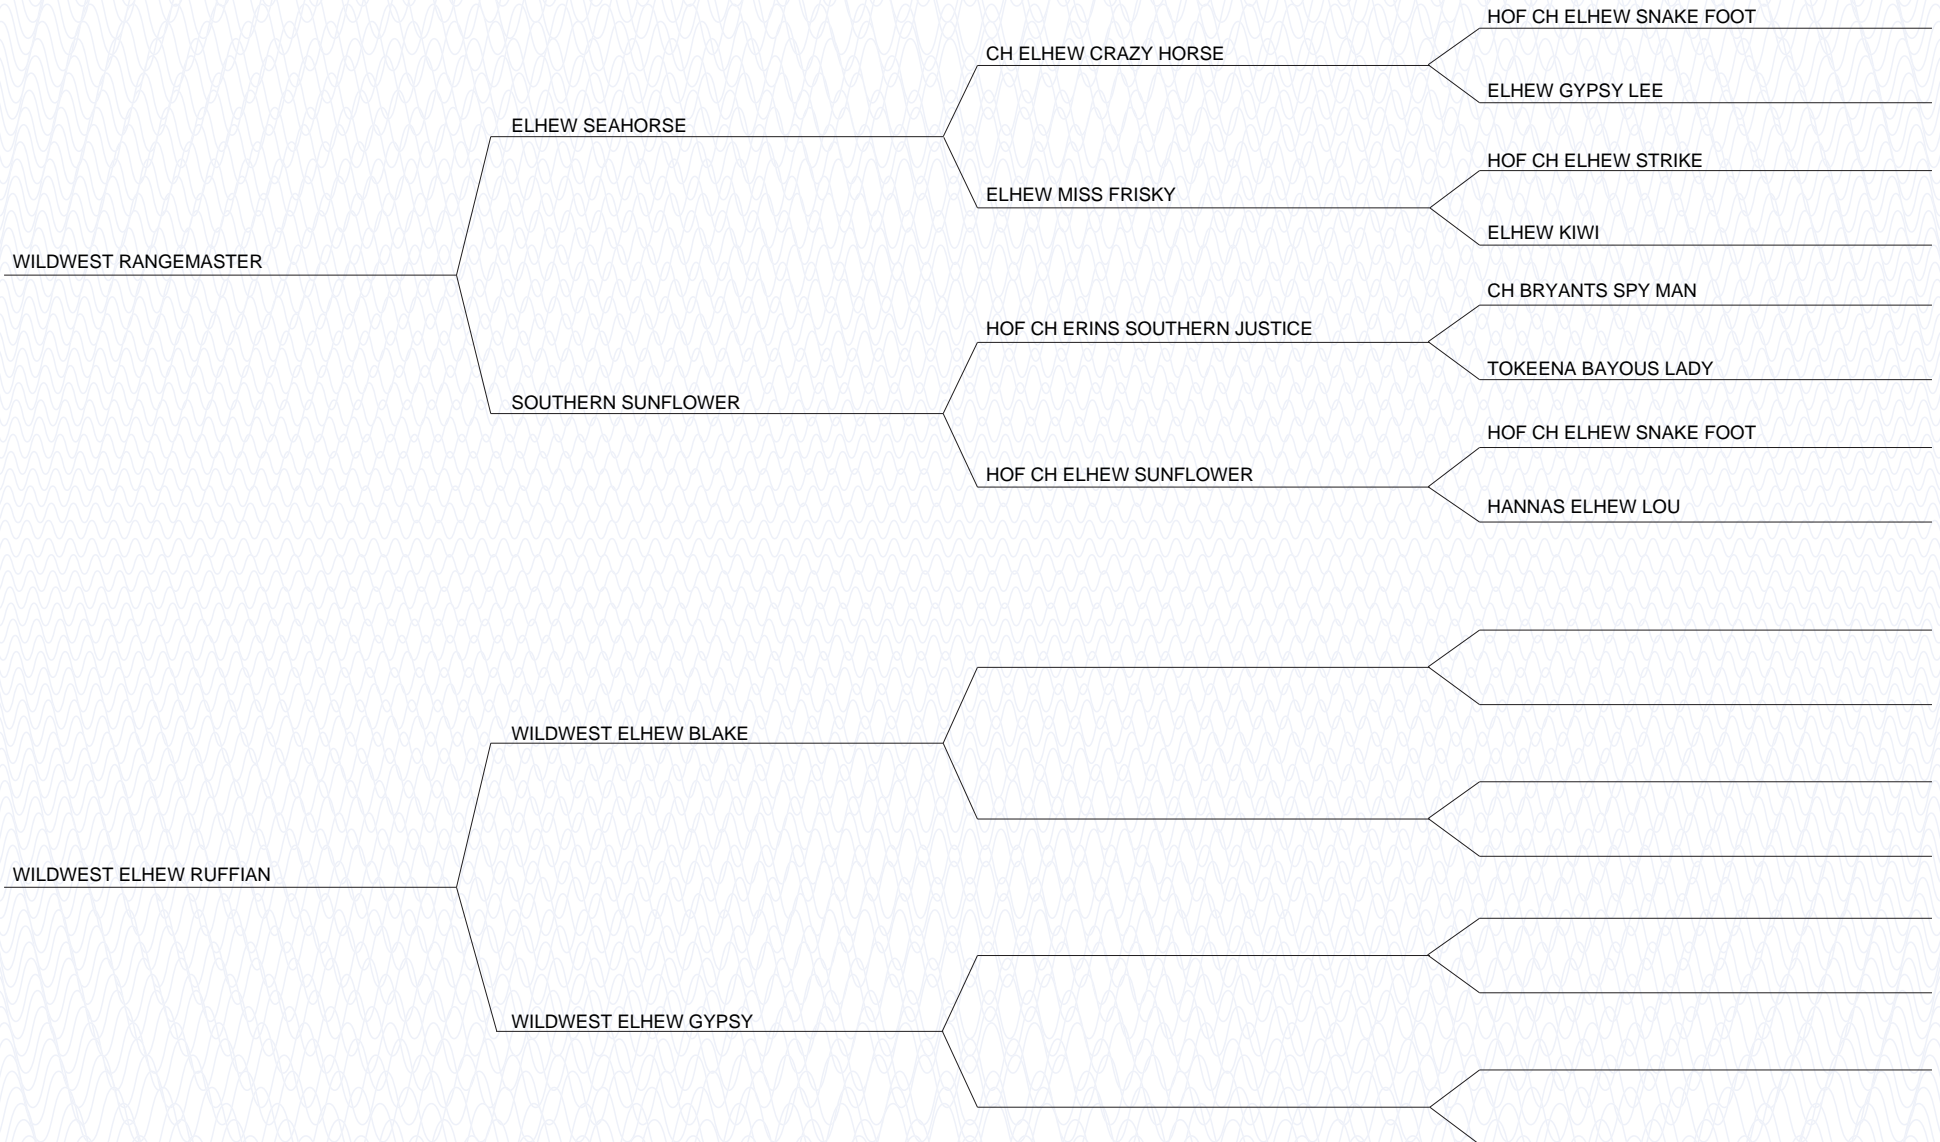 HOF CH ELHEW SNAKE FOOT
CH ELHEW CRAZY HORSE
ELHEW GYPSY LEE
ELHEW SEAHORSE
HOF CH ELHEW STRIKE
ELHEW MISS FRISKY
ELHEW KIWI
WILDWEST RANGEMASTER
CH BRYANTS SPY MAN
HOF CH ERINS SOUTHERN JUSTICE
TOKEENA BAYOUS LADY
SOUTHERN SUNFLOWER
HOF CH ELHEW SNAKE FOOT
HOF CH ELHEW SUNFLOWER
HANNAS ELHEW LOU
WILDWEST ELHEW BLAKE
WILDWEST ELHEW RUFFIAN
WILDWEST ELHEW GYPSY